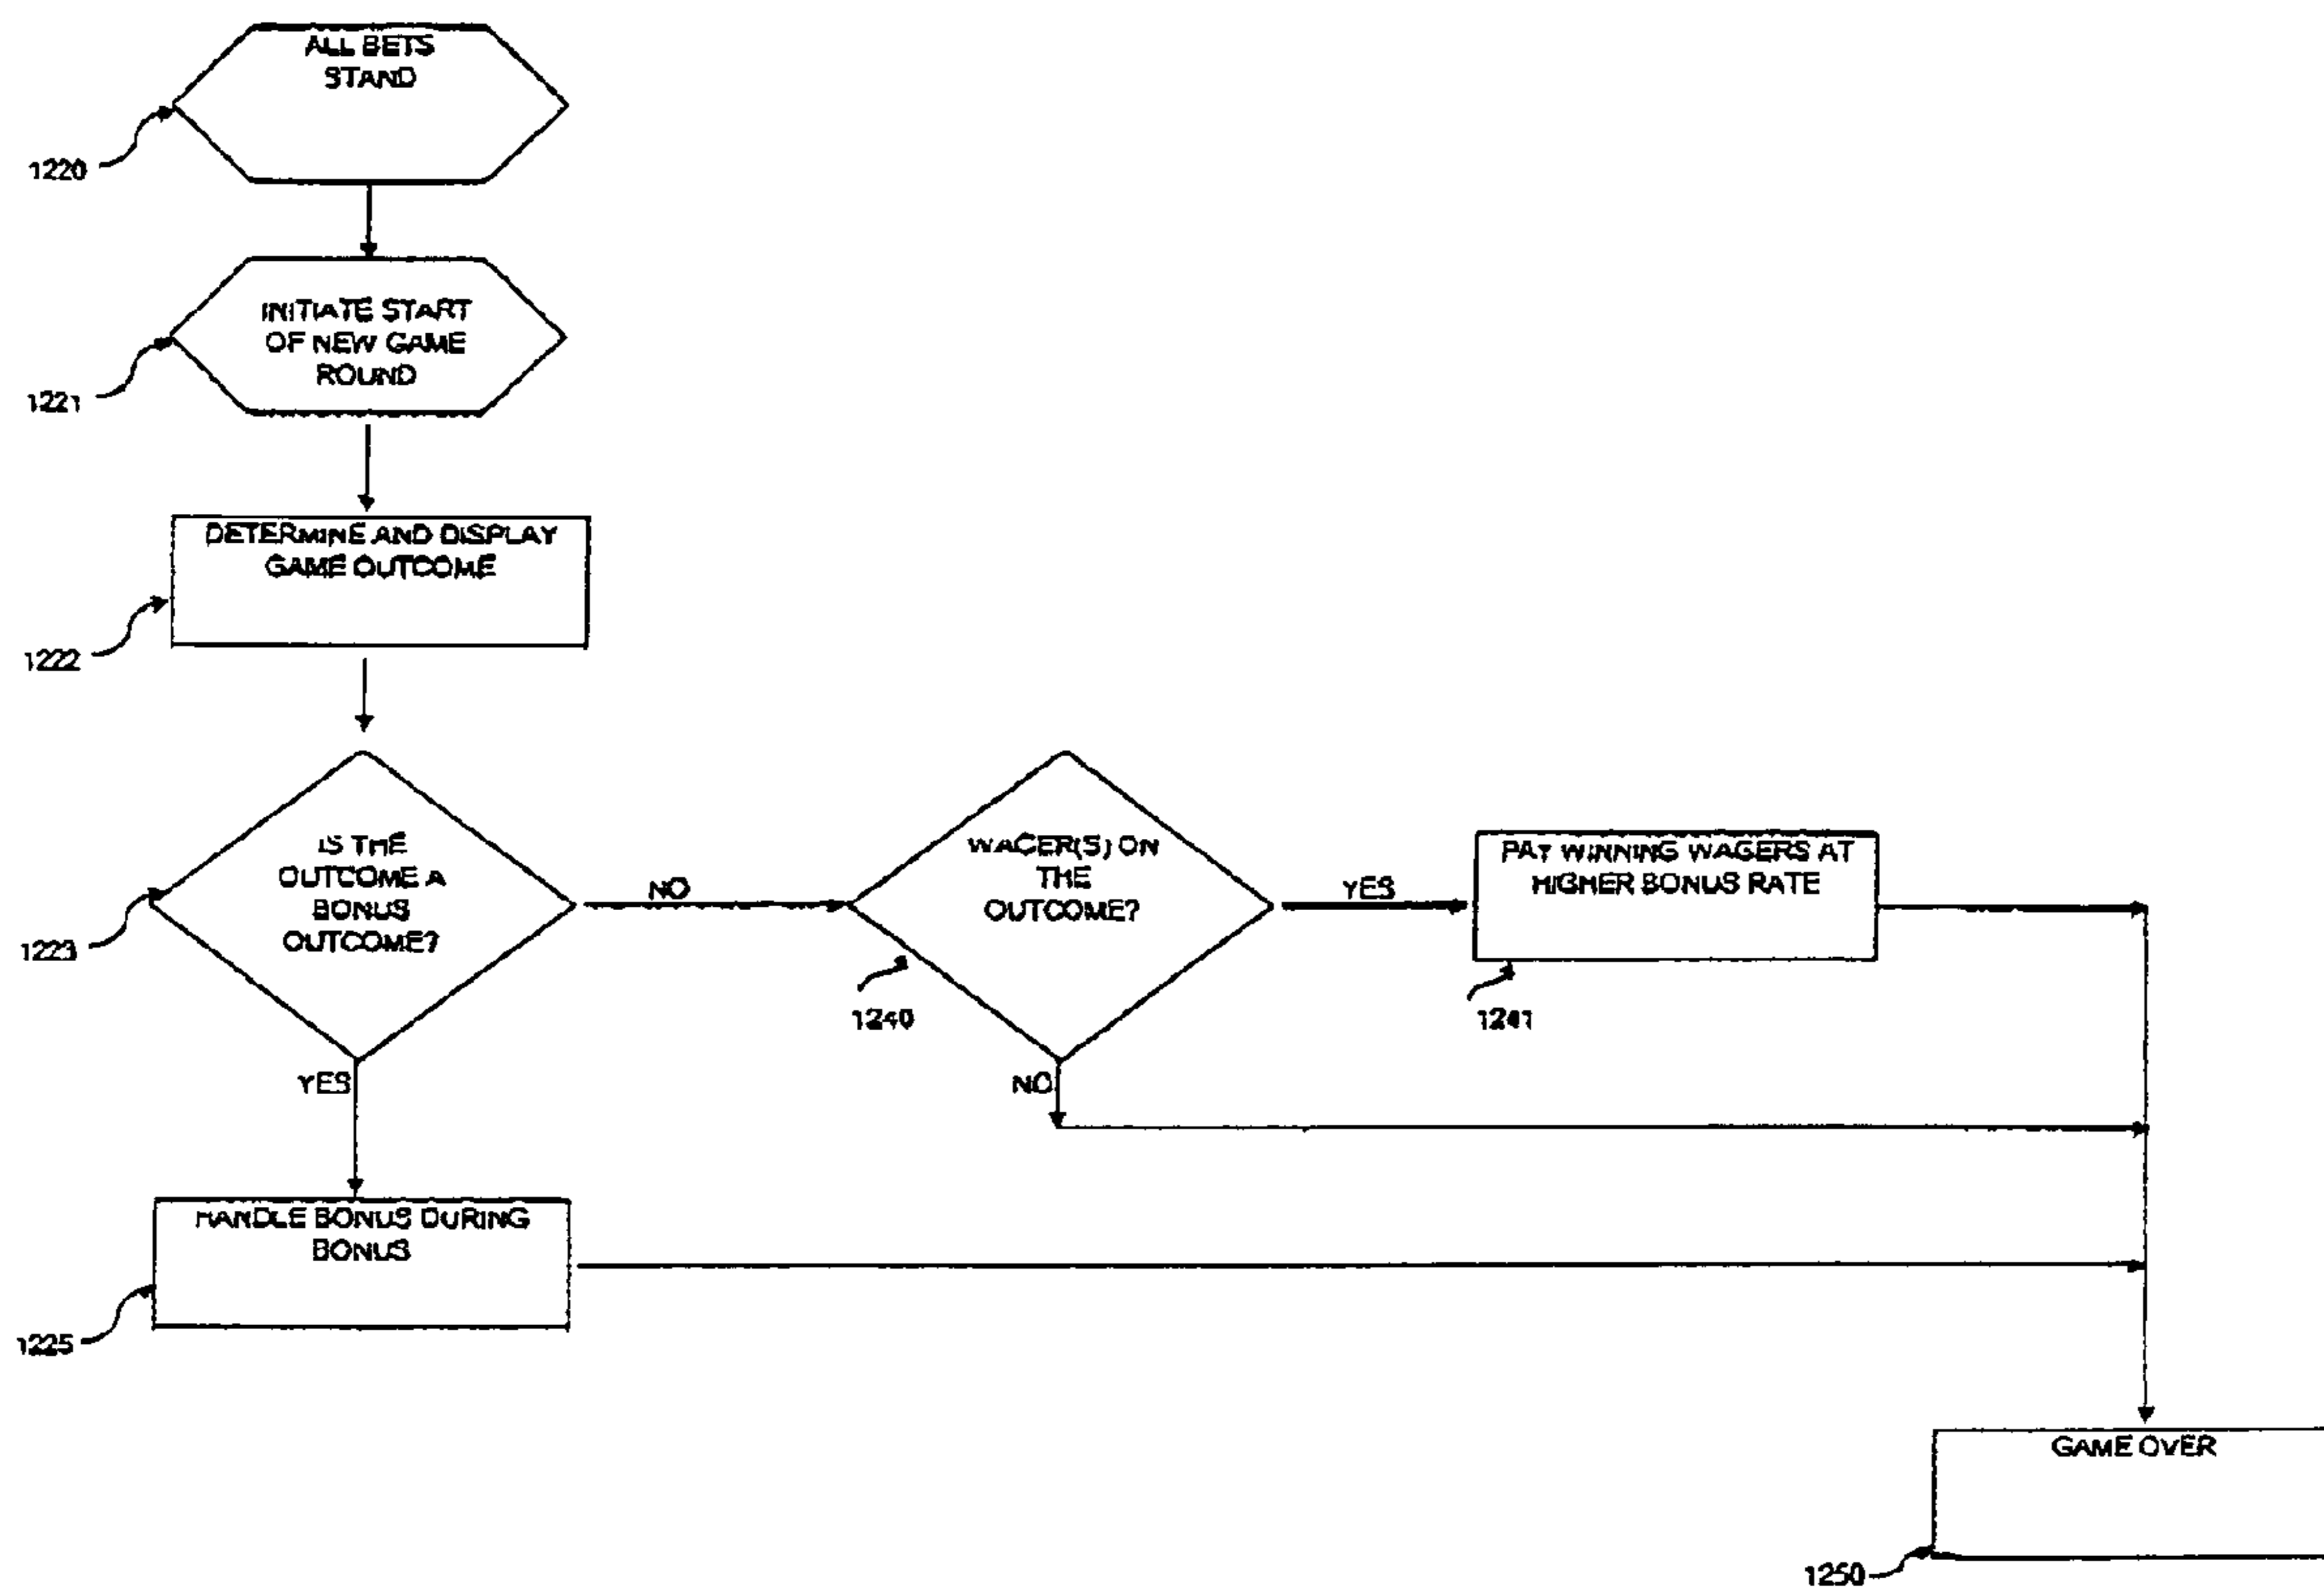 ALL BETS
STAND
1220
INITIATE START
OF NEW GAME
ROUND
1221
DETERMINE AND DISPLAY
GAME OUTCOME
1222
IS THE
OUTCOME A
BONUS
OUTCOME?
1223
NO
WAGER(S) ON
THE
OUTCOME?
1240
YES
PAY WINNING WAGERS AT
HIGHER BONUS RATE
1241
YES
NO
HANDLE BONUS DURING
BONUS
1225
GAME OVER
1250